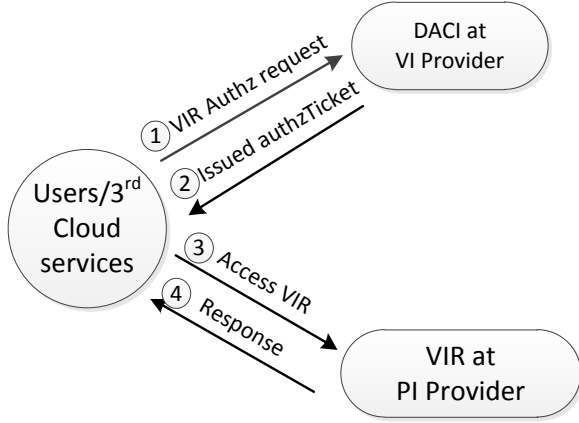 DACI at
VI Provider
1 VIR Authz request
2 Issued authzTicket
Users/3rd
Cloud
services
3 Access VIR
4 Response
VIR at
PI Provider